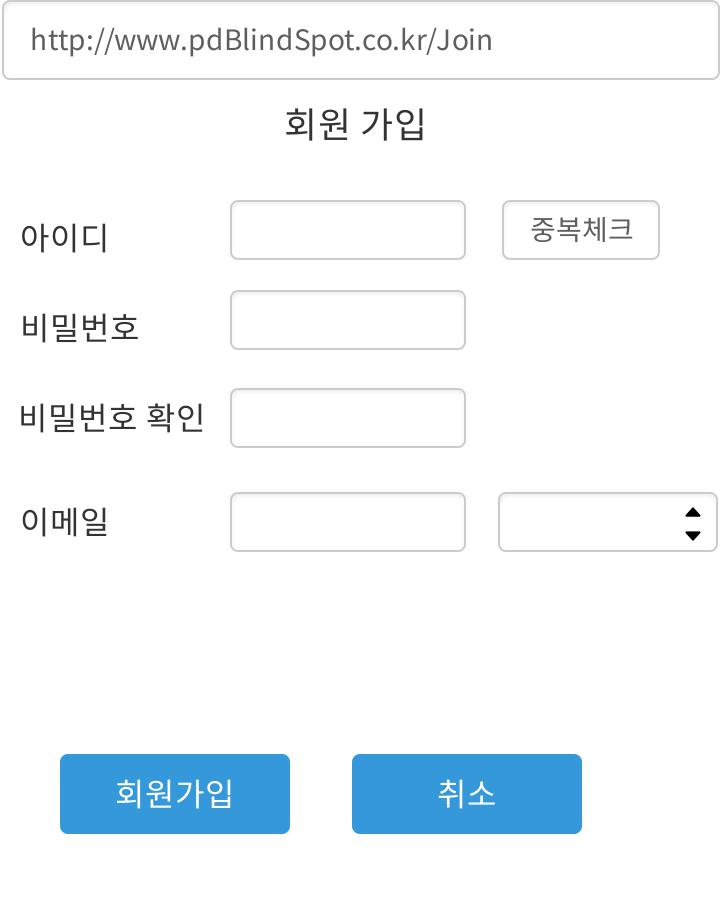 http://www.pdBlindSpot.co.kr/Join
회원 가입
아이디 중복체크
비밀번호
비밀번호 확인
이메일
회원가입 취소